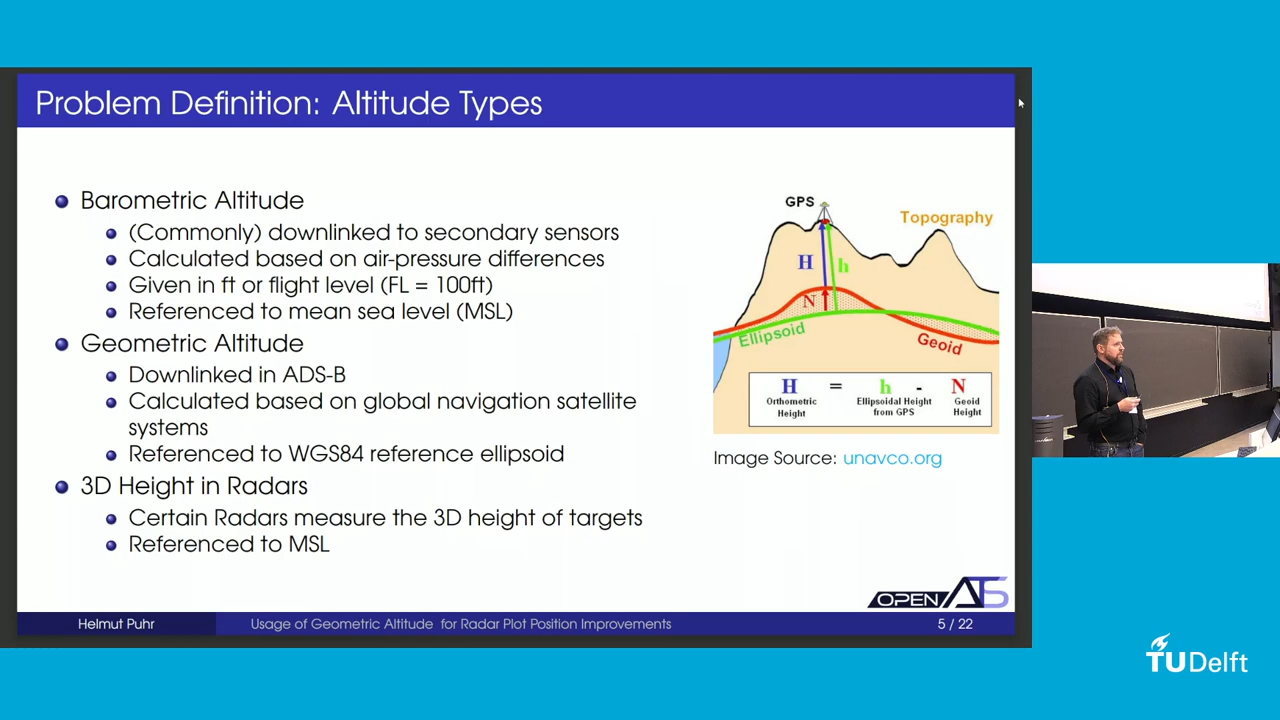 Problem Definition: Altitude Types
Barometric Altitude
(Commonly) downlinked to secondary sensors
Calculated based on air-pressure differences
Given in ft or flight level (FL = 100ft)
Referenced to mean sea level (MSL)
Geometric Altitude
Downlinked in ADS-B
Calculated based on global navigation satellite
systems
Referenced to WGS84 reference ellipsoid
3D Height in Radars
Certain Radars measure the 3D height of targets
Referenced to MSL
GPS
Topography
H
h
N
Ellipsoid
Geoid
H = h - N
Orthometric Height
Ellipsoidal Height from GPS
Geoid Height
Image Source: unavco.org
OPEN ATS
Helmut Puhr
Usage of Geometric Altitude for Radar Plot Position Improvements
5 / 22
TUDelft